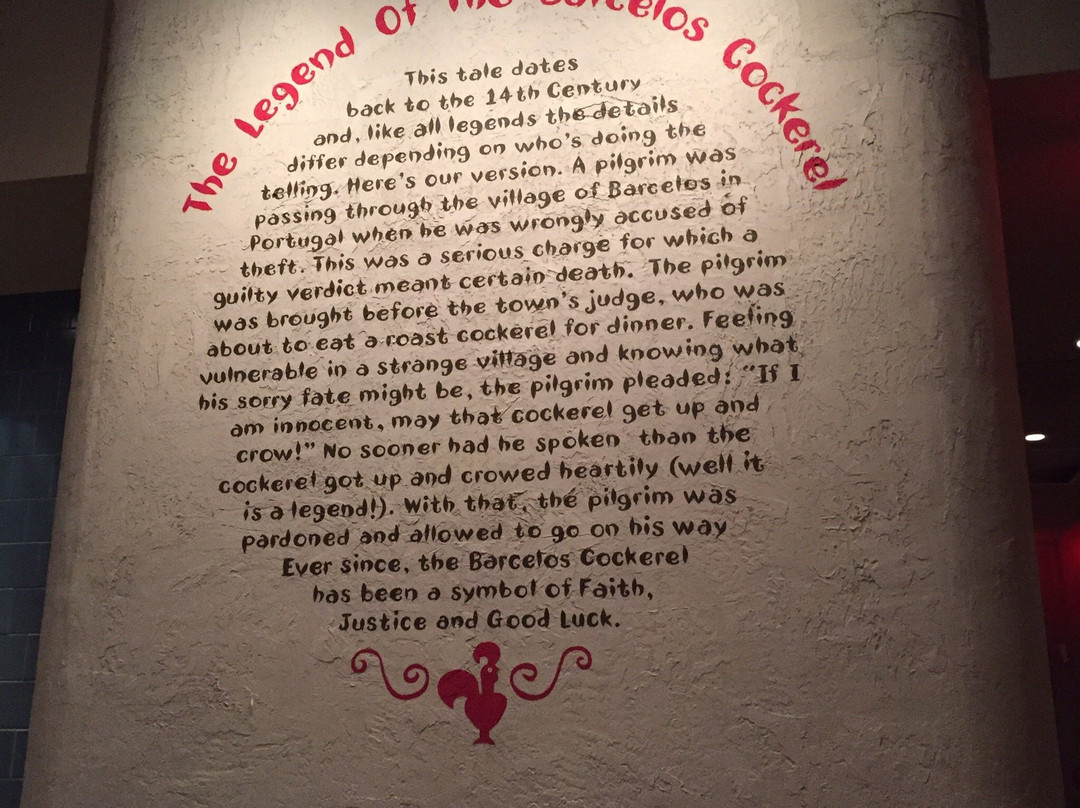 The Legend Of The Barcelos Cockerel
This tale dates
back to the 14th Century
and, like all legends the details
differ depending on who's doing the
telling. Here's our version. A pilgrim was
passing through the village of Barcelos in
Portugal when he was wrongly accused of
theft. This was a serious charge for which a
guilty verdict meant certain death. The pilgrim
was brought before the town's judge, who was
about to eat a roast cockerel for dinner. Feeling
vulnerable in a strange village and knowing what
his sorry fate might be, the pilgrim pleaded: "If I
am innocent, may that cockerel get up and
crow!" No sooner had he spoken than the
cockerel got up and crowed heartily (well it
is a legend!). With that, the pilgrim was
pardoned and allowed to go on his way
Ever since, the Barcelos Cockerel
has been a symbol of Faith,
Justice and Good Luck.